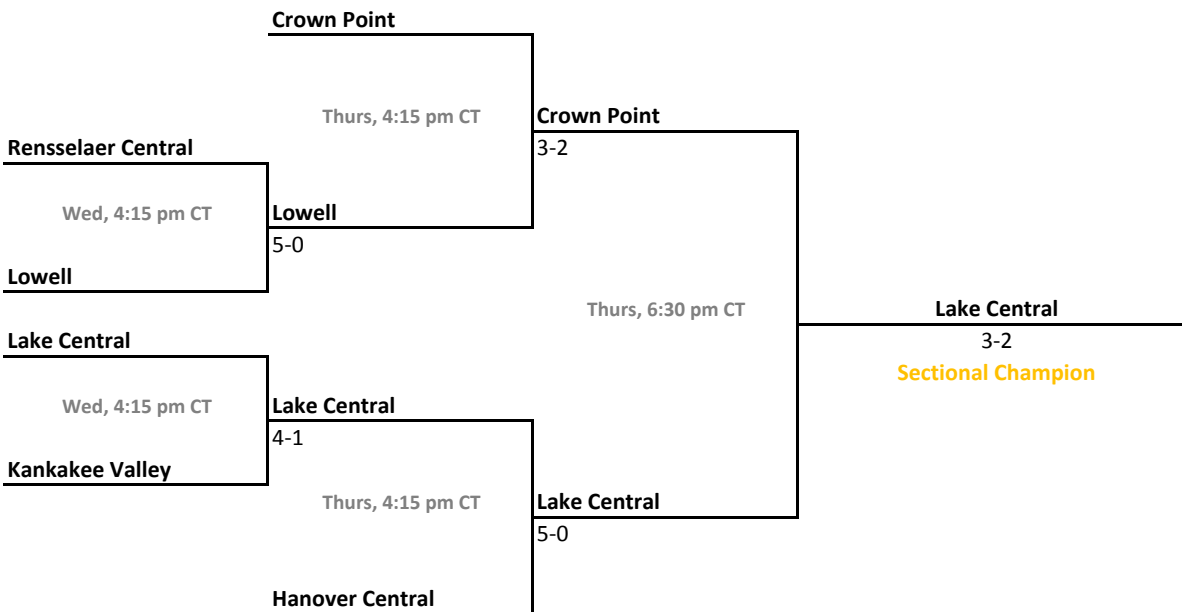 Crown Point
Thurs, 4:15 pm CT
Crown Point
Rensselaer Central
3-2
Wed, 4:15 pm CT
Lowell
5-0
Lowell
Thurs, 6:30 pm CT
Lake Central
Lake Central
3-2
Sectional Champion
Wed, 4:15 pm CT
Lake Central
4-1
Kankakee Valley
Thurs, 4:15 pm CT
Lake Central
5-0
Hanover Central